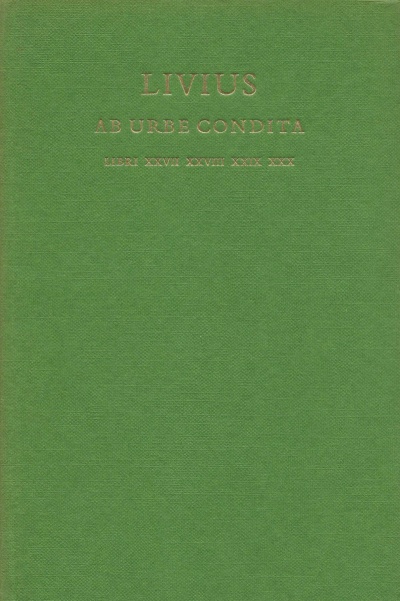 LIVIUS
AB URBE CONDITA
LIBRI XXVII XXVIII XXIX XXX